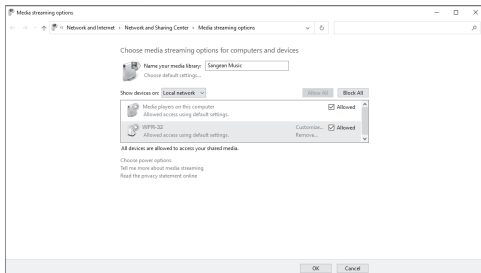 Media streaming options
« Network and Internet › Network and Sharing Center › Media streaming options
Choose media streaming options for computers and devices
Name your media library: Sangean Music
Choose default settings...
Show devices on: Local network Allow All Block All
Media players on this computer
Allowed access using default settings. Allowed
WFR-32 Customize... Allowed
Allowed access using default settings. Remove...
All devices are allowed to access your shared media.
Choose power options
Tell me more about media streaming
Read the privacy statement online
OK Cancel